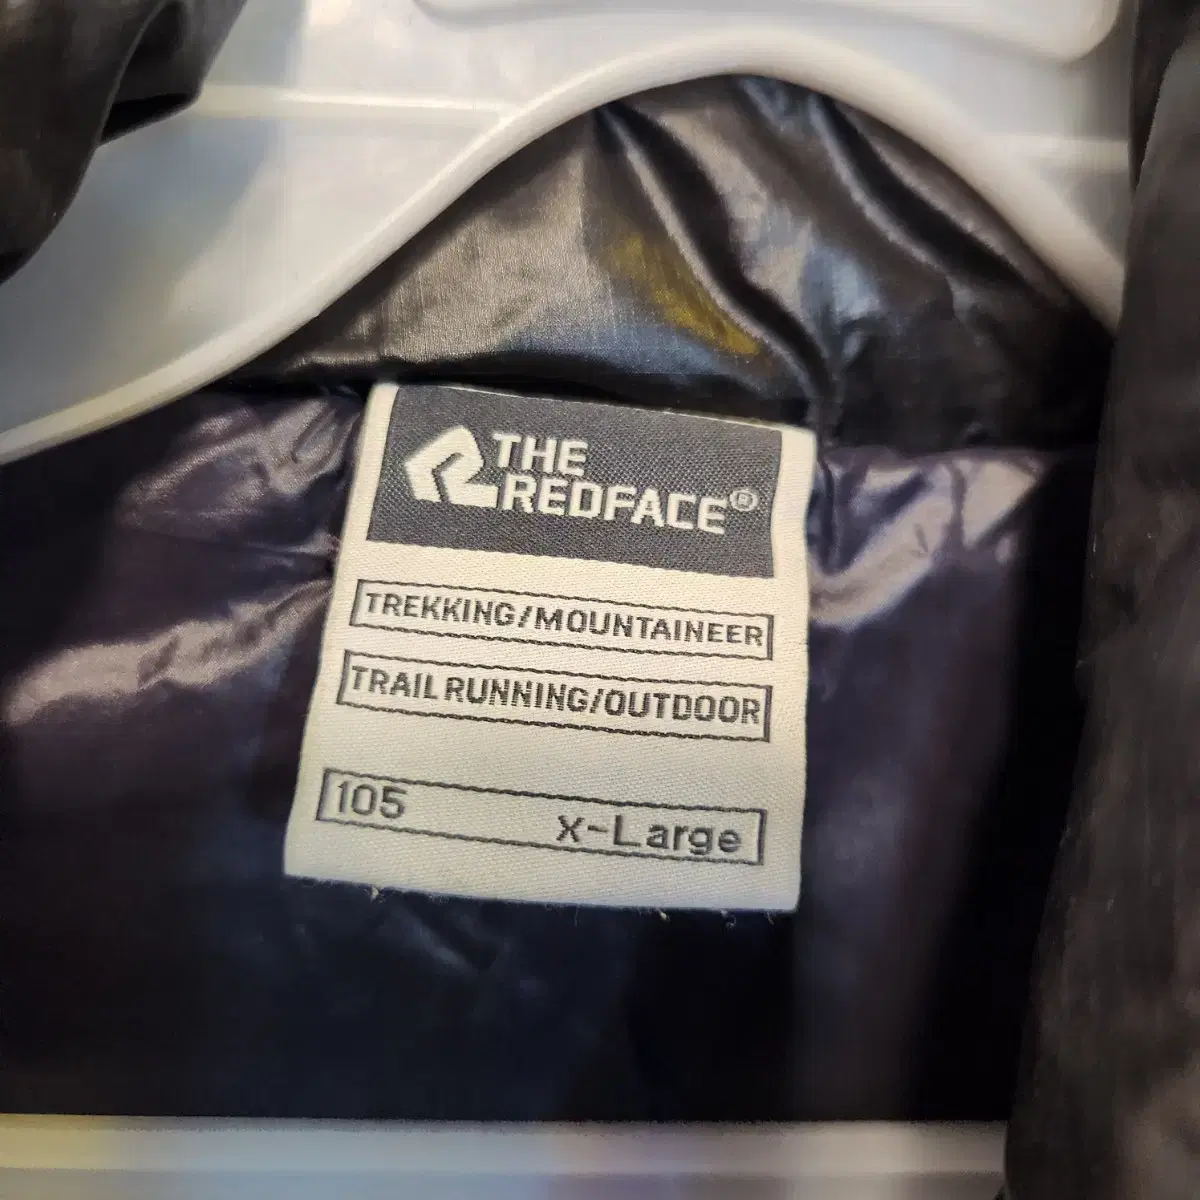 THE
REDFACE®
TREKKING/MOUNTAINEER
TRAIL RUNNING/OUTDOOR
105 X-Large